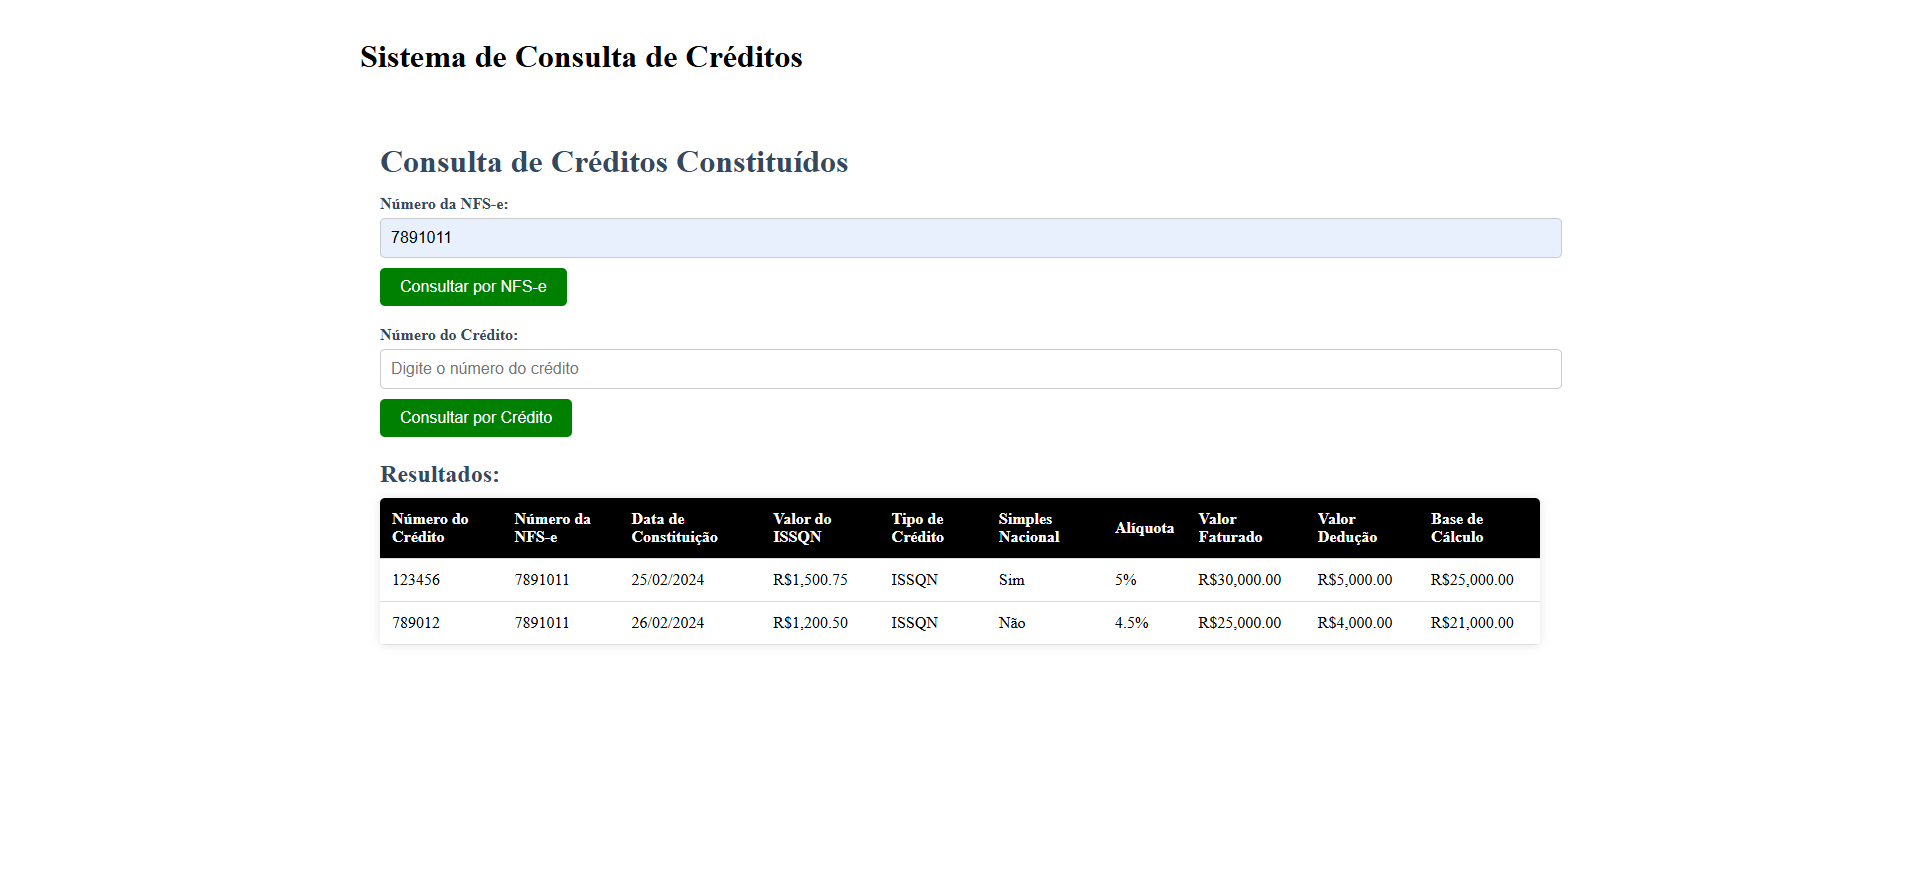 Sistema de Consulta de Créditos
Consulta de Créditos Constituídos
Número da NFS-e:
7891011
Consultar por NFS-e
Número do Crédito:
Digite o número do crédito
Consultar por Crédito
Resultados:
Número do Crédito Número da NFS-e Data de Constituição Valor do ISSQN Tipo de Crédito Simples Nacional Alíquota Valor Faturado Valor Dedução Base de Cálculo
123456 7891011 25/02/2024 R$1,500.75 ISSQN Sim 5% R$30,000.00 R$5,000.00 R$25,000.00
789012 7891011 26/02/2024 R$1,200.50 ISSQN Não 4.5% R$25,000.00 R$4,000.00 R$21,000.00